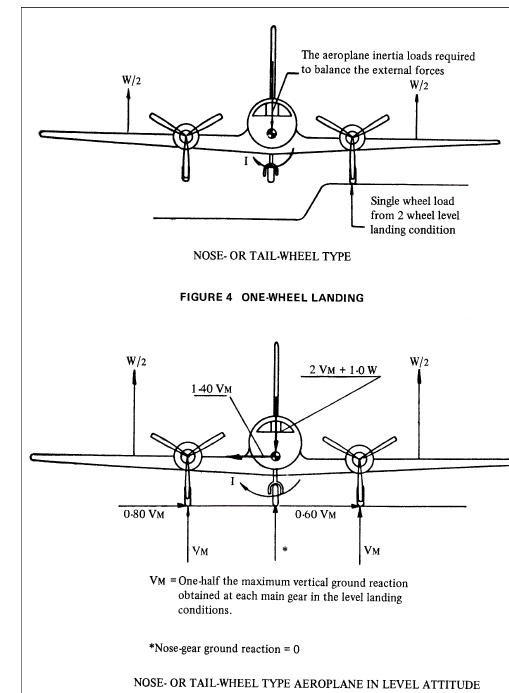 The aeroplane inertia loads required
to balance the external forces
W/2
W/2
I
Single wheel load
from 2 wheel level
landing condition
NOSE- OR TAIL-WHEEL TYPE
FIGURE 4 ONE-WHEEL LANDING
W/2
2 VM + 1·0 W
W/2
1·40 VM
I
0·80 VM
0·60 VM
VM
*
VM
VM = One-half the maximum vertical ground reaction
obtained at each main gear in the level landing
conditions.
*Nose-gear ground reaction = 0
NOSE- OR TAIL-WHEEL TYPE AEROPLANE IN LEVEL ATTITUDE